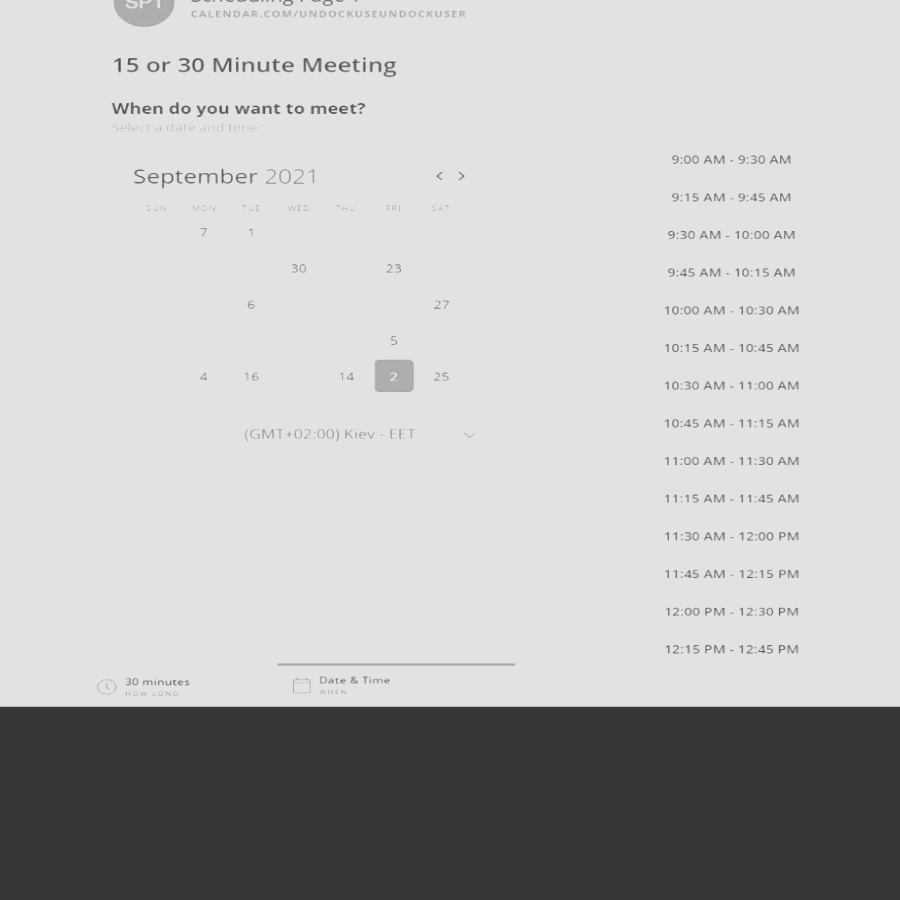 SPT
CALENDAR.COM/UNDOCKUSEUNDOCKUSER
15 or 30 Minute Meeting
When do you want to meet?
Select a date and time
September 2021
< >
SUN MON TUE WED THU FRI SAT
7 1
30 23
6 27
5
4 16 14 2 25
(GMT+02:00) Kiev - EET
9:00 AM - 9:30 AM
9:15 AM - 9:45 AM
9:30 AM - 10:00 AM
9:45 AM - 10:15 AM
10:00 AM - 10:30 AM
10:15 AM - 10:45 AM
10:30 AM - 11:00 AM
10:45 AM - 11:15 AM
11:00 AM - 11:30 AM
11:15 AM - 11:45 AM
11:30 AM - 12:00 PM
11:45 AM - 12:15 PM
12:00 PM - 12:30 PM
12:15 PM - 12:45 PM
30 minutes
HOW LONG
Date & Time
WHEN